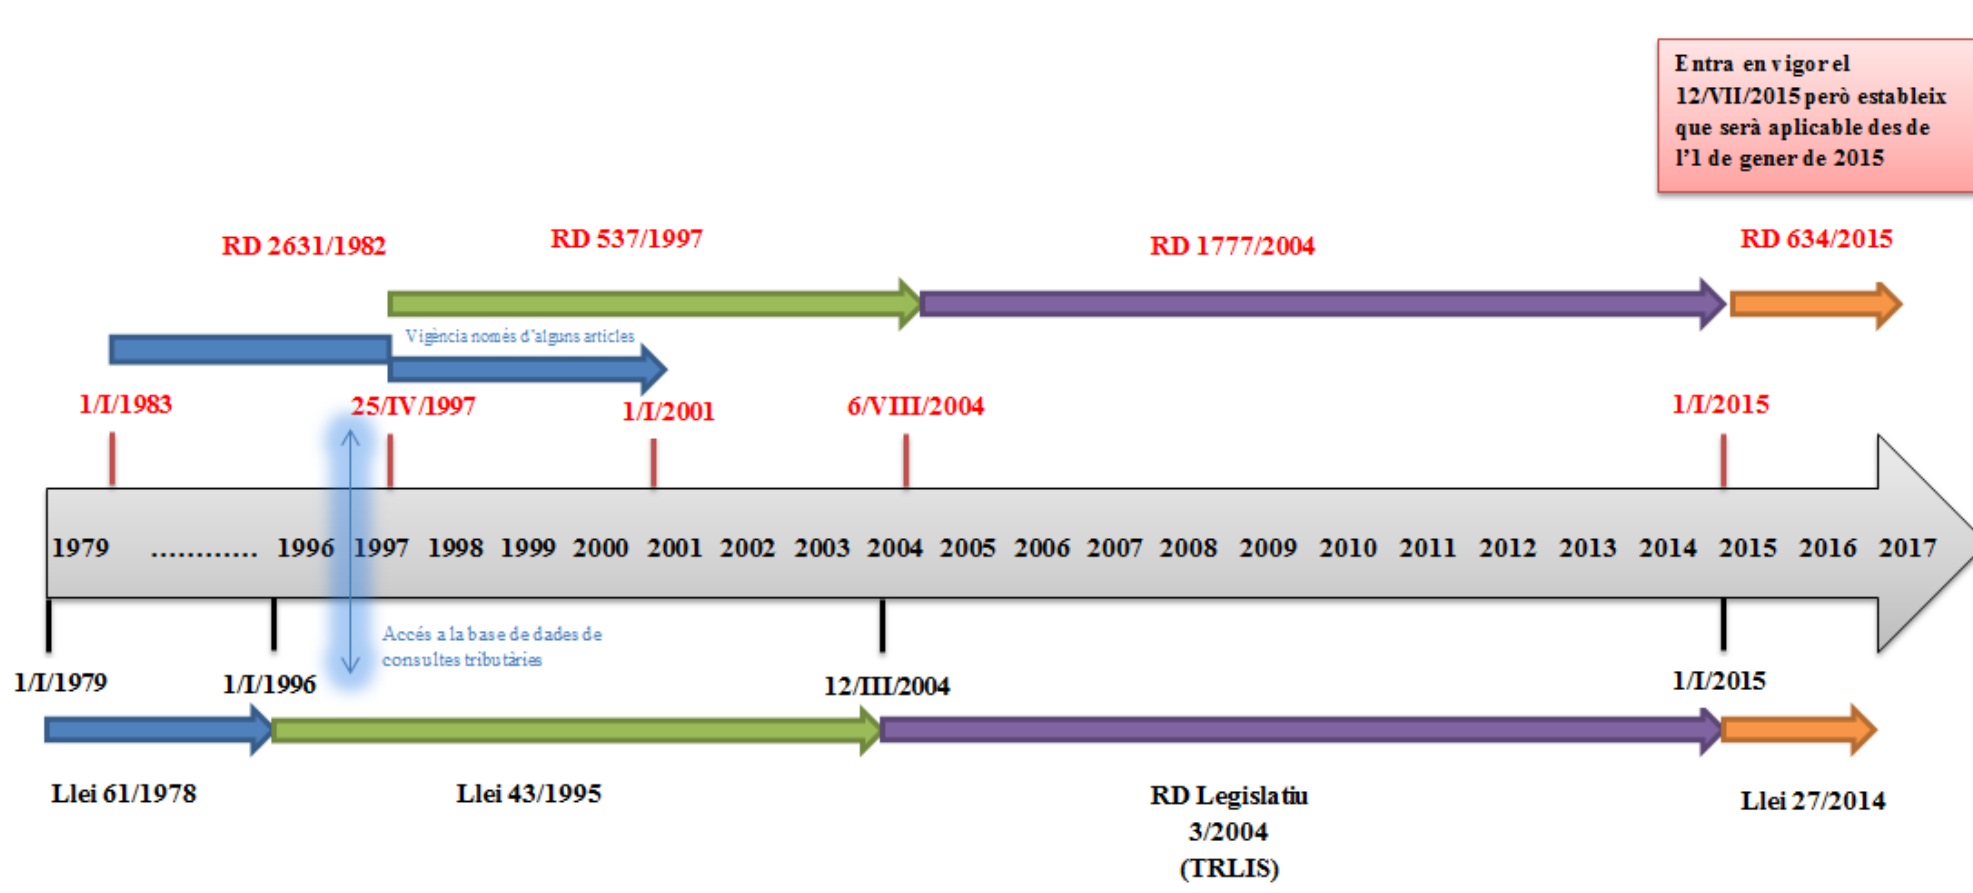 Entra en vigor el
12/VII/2015 però estableix
que serà aplicable des de
l'1 de gener de 2015
RD 2631/1982
RD 537/1997
RD 1777/2004
RD 634/2015
Vigència només d'alguns articles
1/I/1983
25/IV/1997
1/I/2001
6/VIII/2004
1/I/2015
1979 ………… 1996 1997 1998 1999 2000 2001 2002 2003 2004 2005 2006 2007 2008 2009 2010 2011 2012 2013 2014 2015 2016 2017
Accés a la base de dades de
consultes tributàries
1/I/1979
1/I/1996
12/III/2004
1/I/2015
Llei 61/1978
Llei 43/1995
RD Legislatiu
3/2004
(TRLIS)
Llei 27/2014